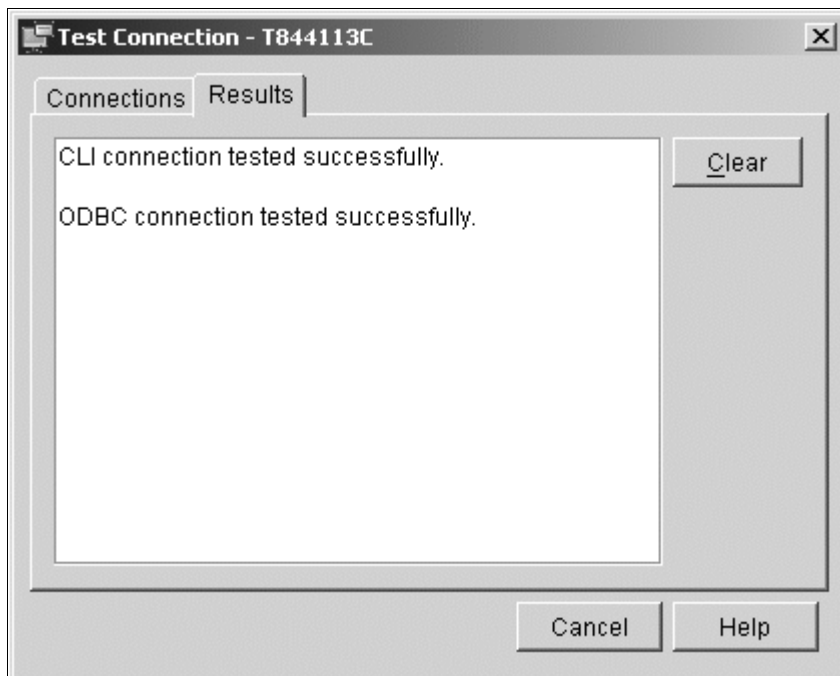 Test Connection - T844113C
Connections
Results
CLI connection tested successfully.
Clear
ODBC connection tested successfully.
Cancel
Help